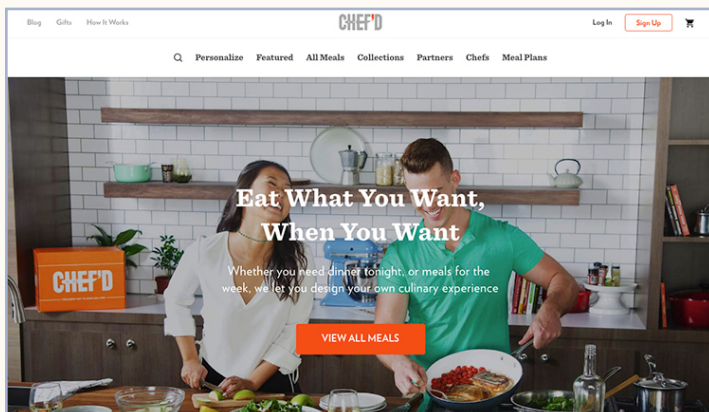 Blog Gifts How It Works CHEF'D Log In Sign Up
Personalize Featured All Meals Collections Partners Chefs Meal Plans
Eat What You Want,
When You Want
Whether you need dinner tonight, or meals for the
week, we let you design your own culinary experience
CHEF'D
VIEW ALL MEALS